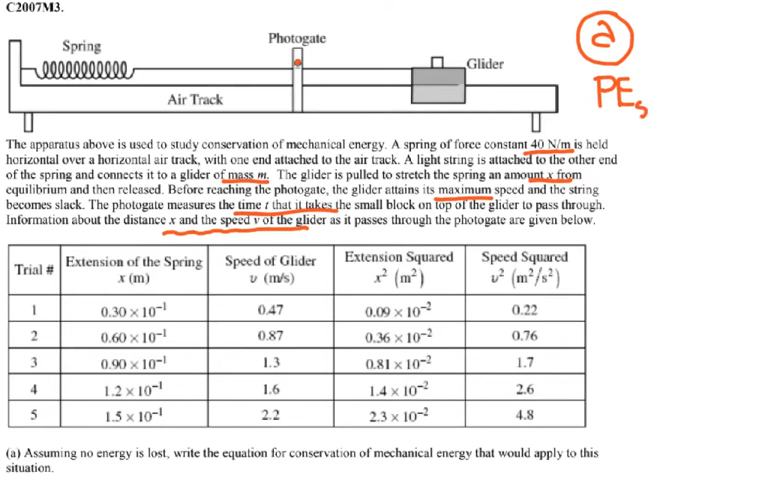 C2007M3.
Photogate
Spring
Glider
Air Track
a
PEs
The apparatus above is used to study conservation of mechanical energy. A spring of force constant 40 N/m is held
horizontal over a horizontal air track, with one end attached to the air track. A light string is attached to the other end
of the spring and connects it to a glider of mass m. The glider is pulled to stretch the spring an amount x from
equilibrium and then released. Before reaching the photogate, the glider attains its maximum speed and the string
becomes slack. The photogate measures the time t that it takes the small block on top of the glider to pass through.
Information about the distance x and the speed v of the glider as it passes through the photogate are given below.
Trial # Extension of the Spring x (m) Speed of Glider v (m/s) Extension Squared x² (m²) Speed Squared v² (m²/s²)
1 0.30 × 10⁻¹ 0.47 0.09 × 10⁻² 0.22
2 0.60 × 10⁻¹ 0.87 0.36 × 10⁻² 0.76
3 0.90 × 10⁻¹ 1.3 0.81 × 10⁻² 1.7
4 1.2 × 10⁻¹ 1.6 1.4 × 10⁻² 2.6
5 1.5 × 10⁻¹ 2.2 2.3 × 10⁻² 4.8
(a) Assuming no energy is lost, write the equation for conservation of mechanical energy that would apply to this
situation.